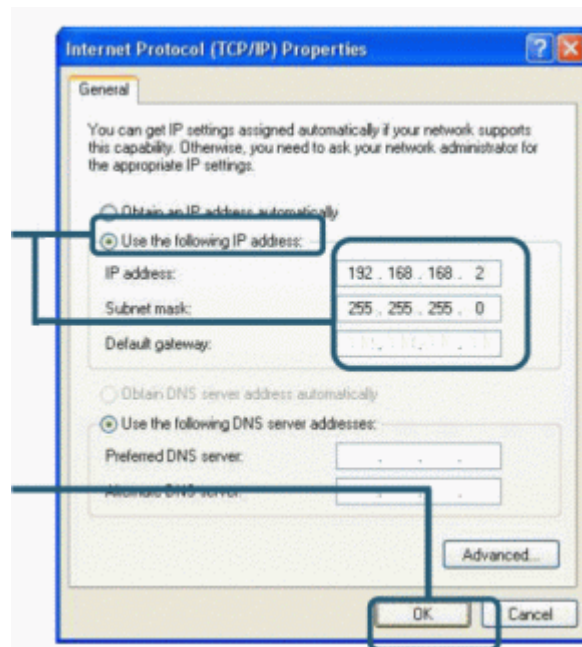 Internet Protocol (TCP/IP) Properties
General
You can get IP settings assigned automatically if your network supports
this capability. Otherwise, you need to ask your network administrator for
the appropriate IP settings.
Obtain an IP address automatically
Use the following IP address:
IP address: 192 . 168 . 168 . 2
Subnet mask: 255 . 255 . 255 . 0
Default gateway:
Obtain DNS server address automatically
Use the following DNS server addresses:
Preferred DNS server:
Alternate DNS server:
Advanced...
OK Cancel